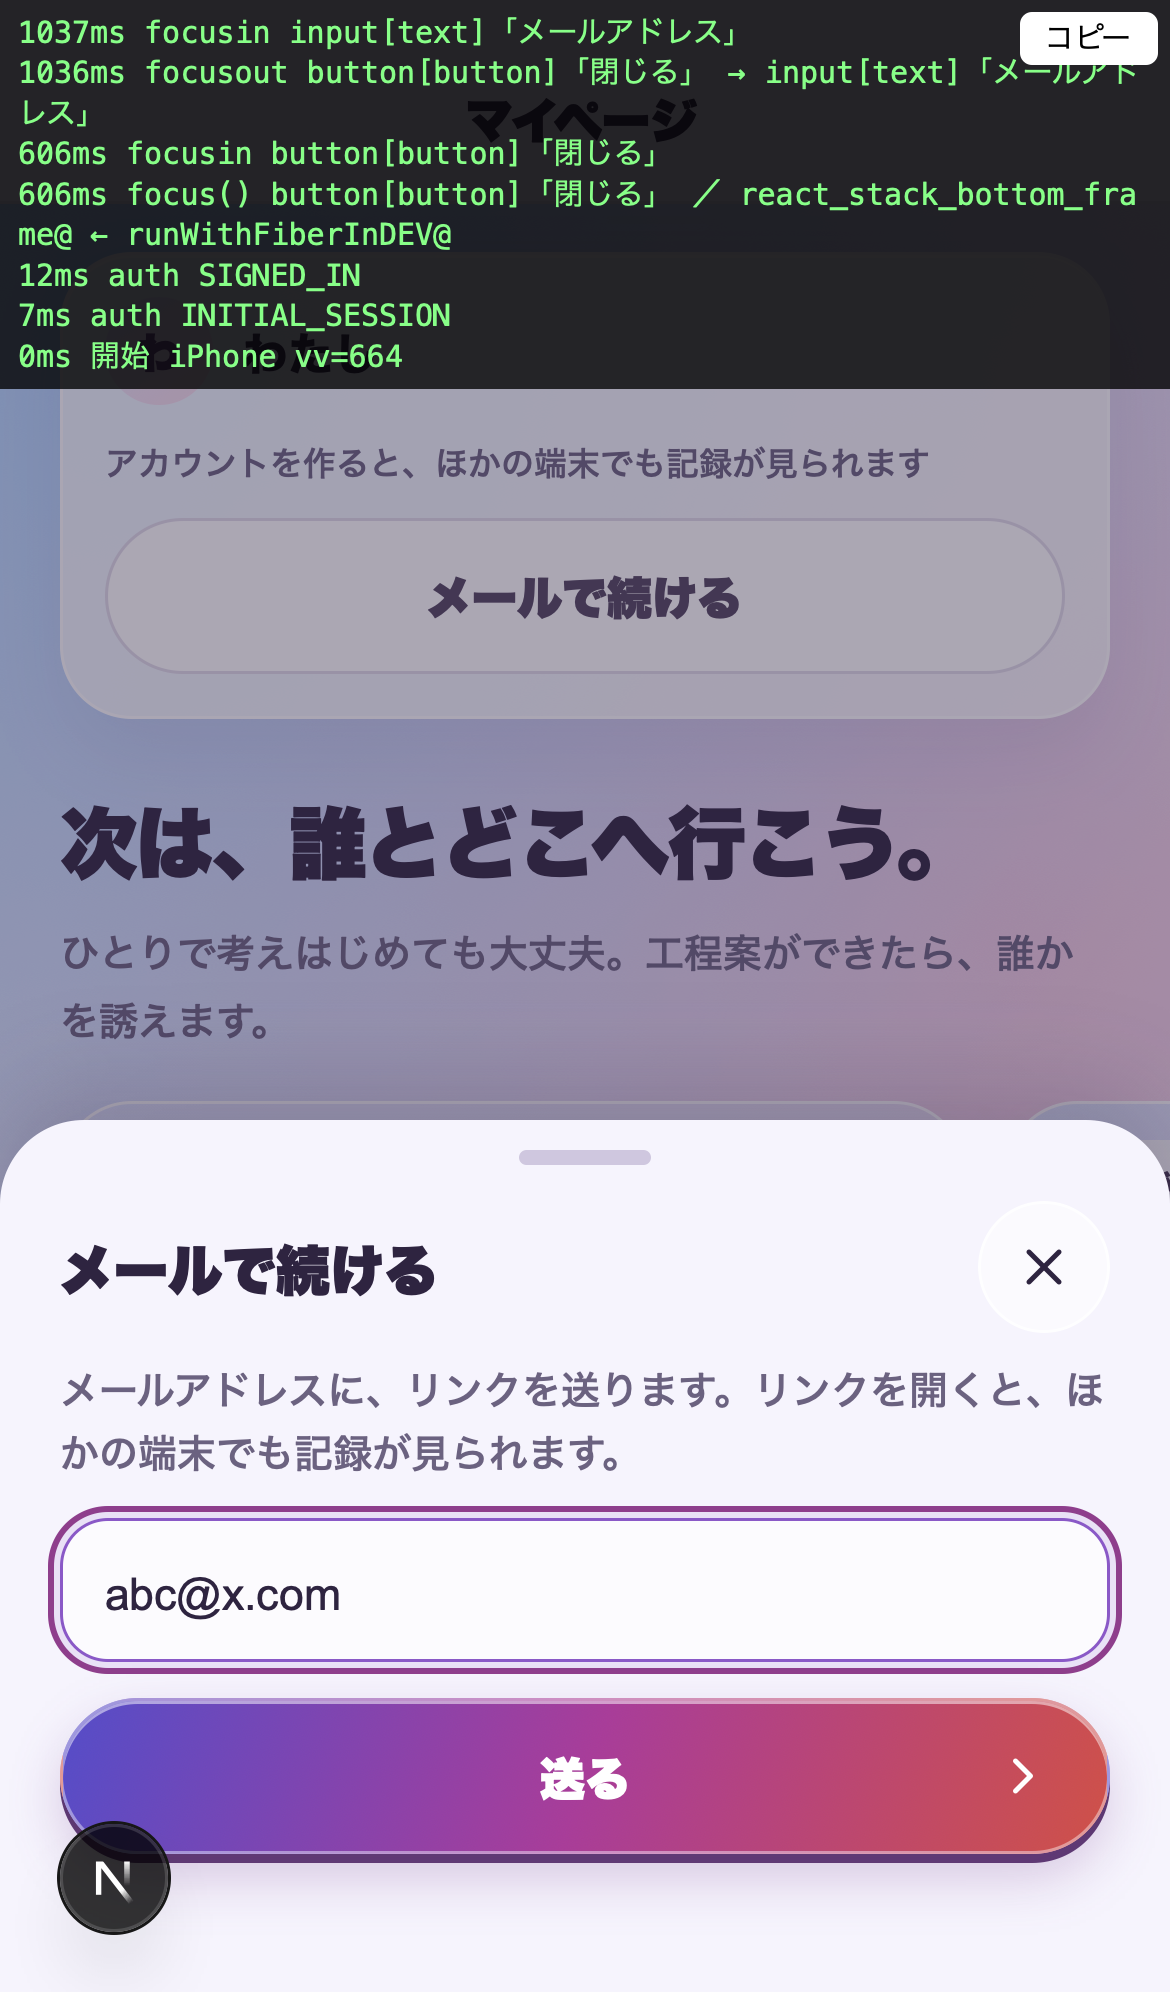 1037ms focusin input[text]「メールアドレス」
コピー
1036ms focusout button[button]「閉じる」 → input[text]「メールアド
レス」
マイページ
606ms focusin button[button]「閉じる」
606ms focus() button[button]「閉じる」 ／ react_stack_bottom_fra
me@ ← runWithFiberInDEV@
12ms auth SIGNED_IN
7ms auth INITIAL_SESSION
0ms 開始 iPhone vv=664
わ わたし
アカウントを作ると、ほかの端末でも記録が見られます
メールで続ける
次は、誰とどこへ行こう。
ひとりで考えはじめても大丈夫。工程案ができたら、誰か
を誘えます。
メールで続ける
メールアドレスに、リンクを送ります。リンクを開くと、ほ
かの端末でも記録が見られます。
abc@x.com
送る
N